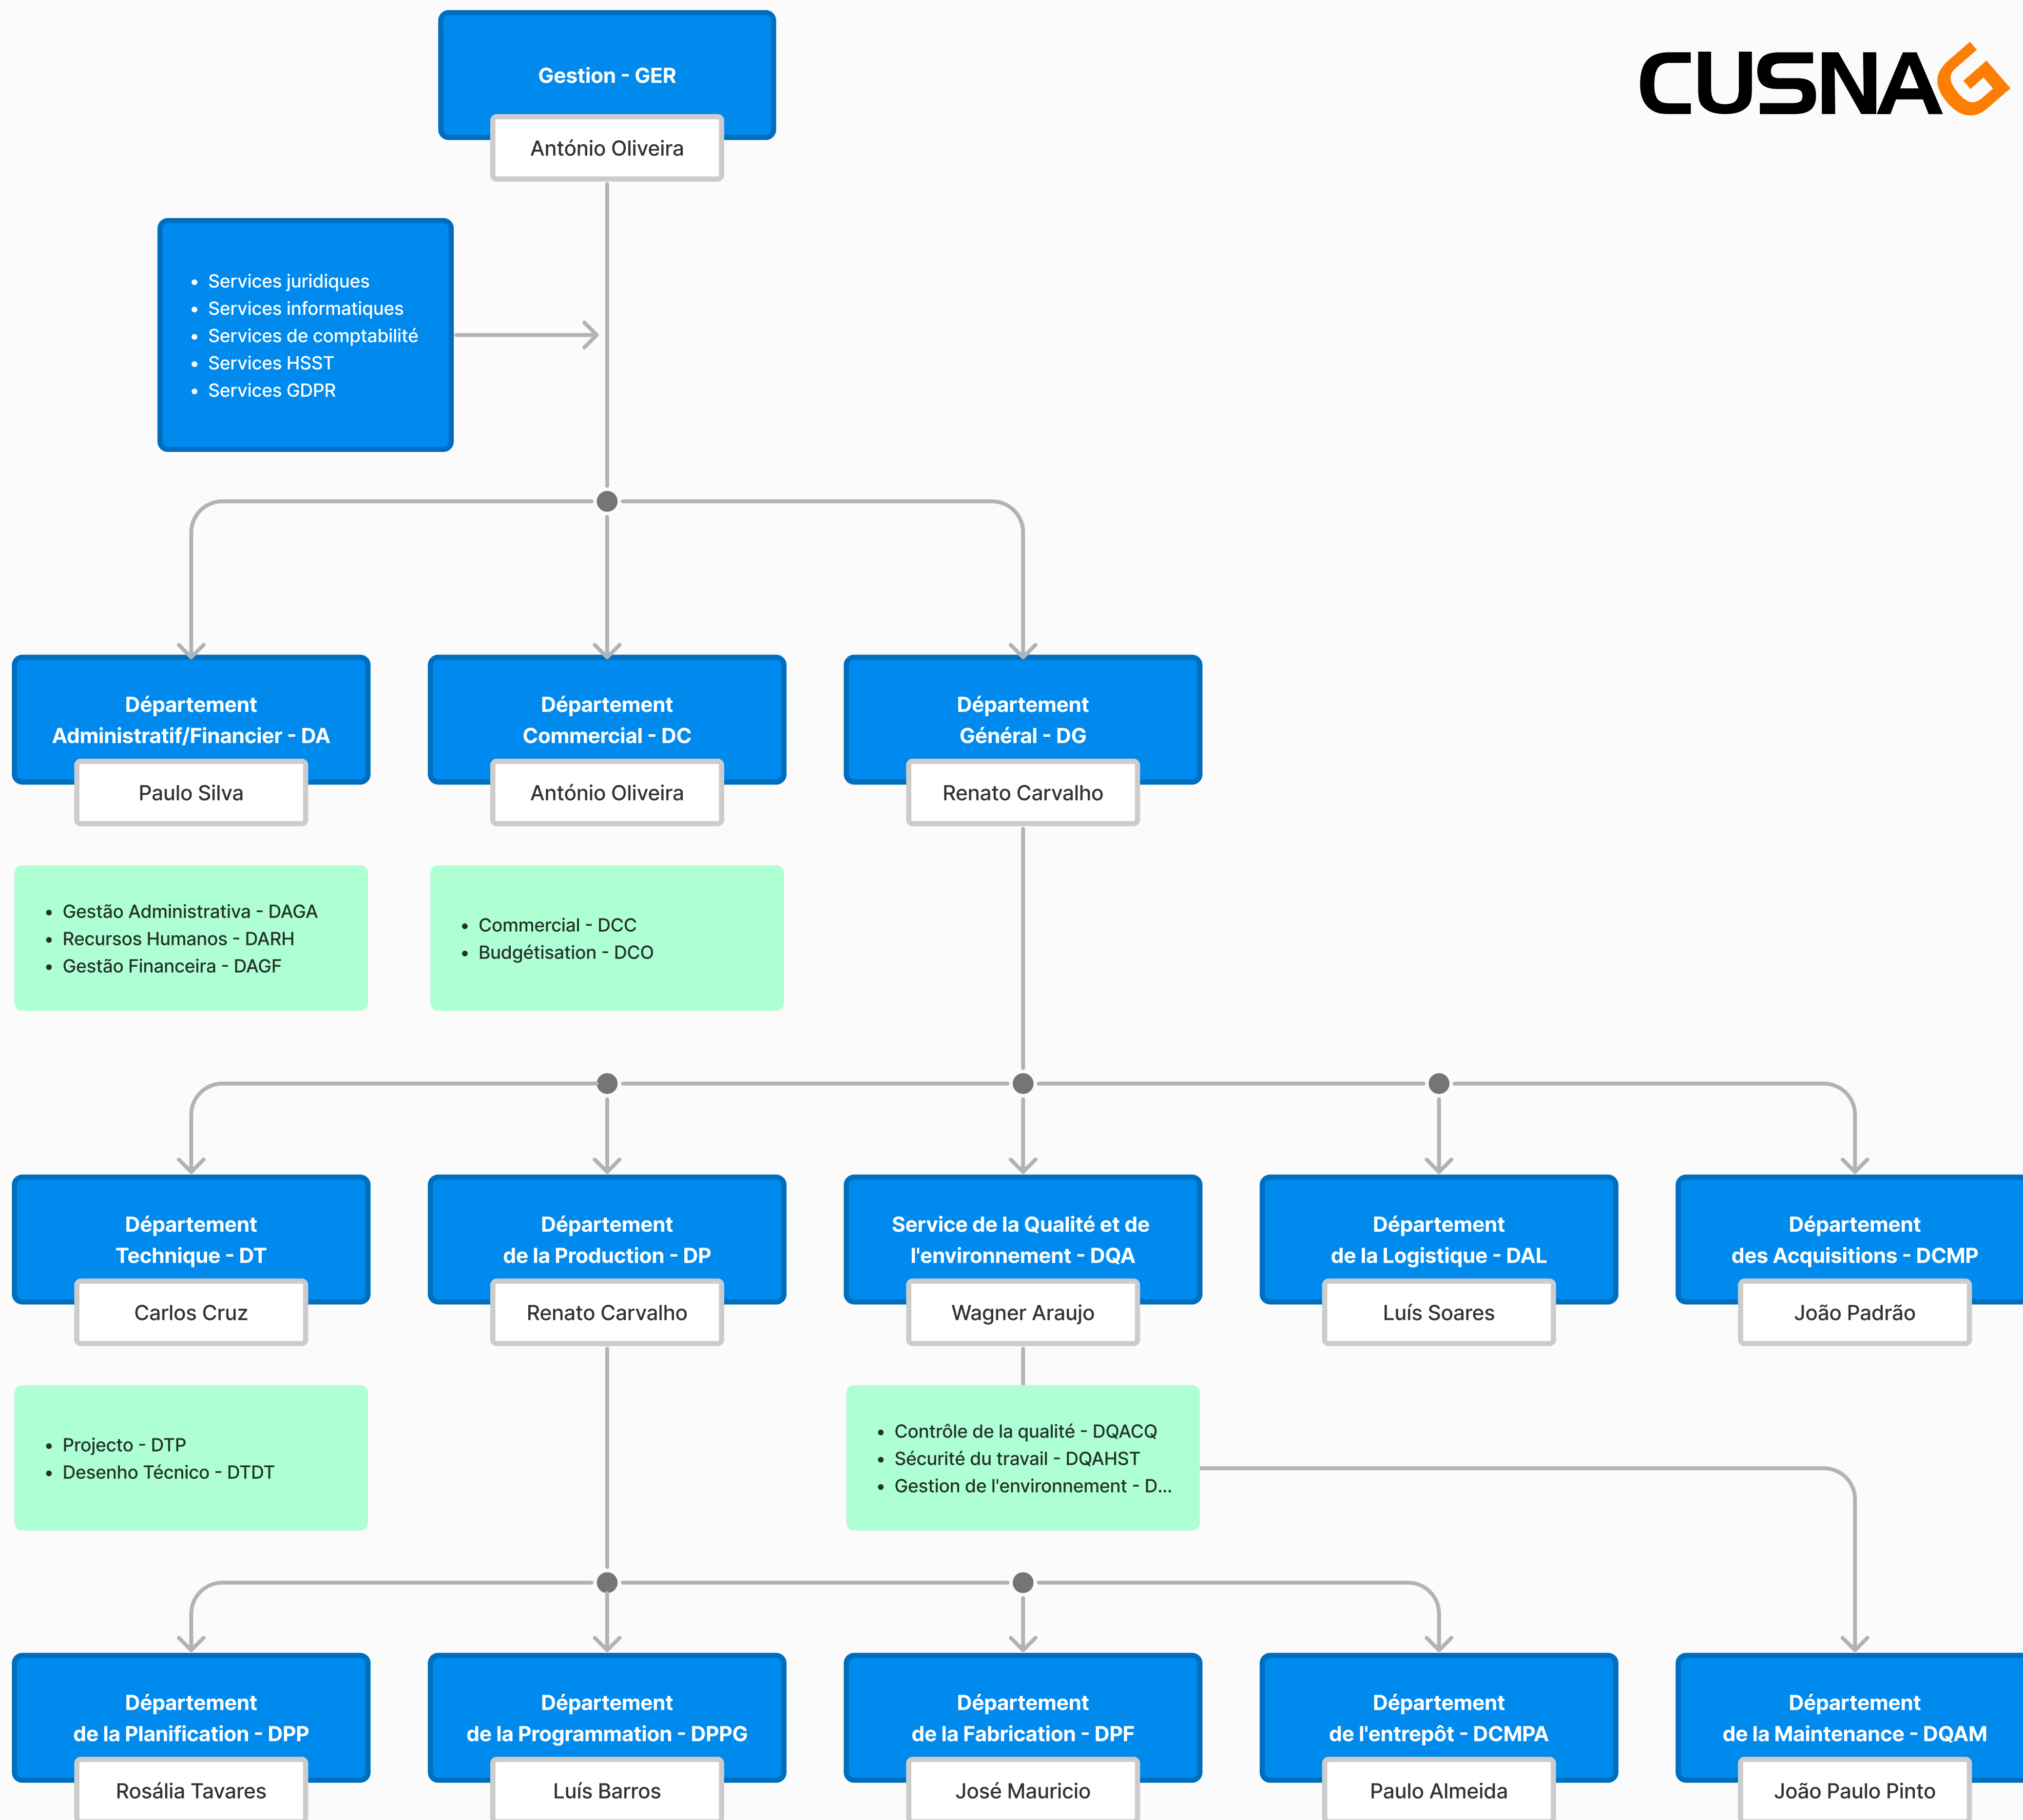 Gestion - GER
António Oliveira
CUSNAG
Services juridiques
Services informatiques
Services de comptabilité
Services HSST
Services GDPR
Département
Administratif/Financier - DA
Paulo Silva
Département
Commercial - DC
António Oliveira
Département
Général - DG
Renato Carvalho
Gestão Administrativa - DAGA
Recursos Humanos - DARH
Gestão Financeira - DAGF
Commercial - DCC
Budgétisation - DCO
Département
Technique - DT
Carlos Cruz
Département
de la Production - DP
Renato Carvalho
Service de la Qualité et de
l'environnement - DQA
Wagner Araujo
Département
de la Logistique - DAL
Luís Soares
Département
des Acquisitions - DCMP
João Padrão
Projecto - DTP
Desenho Técnico - DTDT
Contrôle de la qualité - DQACQ
Sécurité du travail - DQAHST
Gestion de l'environnement - D...
Département
de la Planification - DPP
Rosália Tavares
Département
de la Programmation - DPPG
Luís Barros
Département
de la Fabrication - DPF
José Mauricio
Département
de l'entrepôt - DCMPA
Paulo Almeida
Département
de la Maintenance - DQAM
João Paulo Pinto